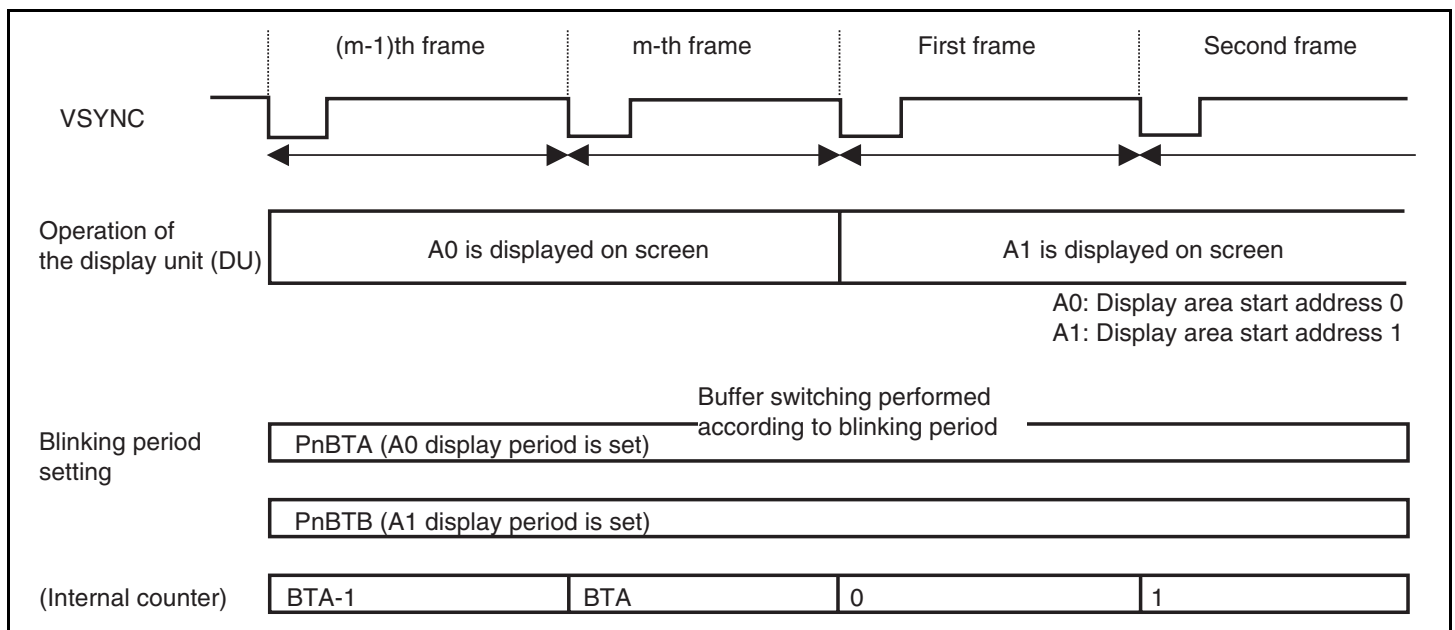 (m-1)th frame m-th frame First frame Second frame
VSYNC
Operation of
the display unit (DU)
A0 is displayed on screen A1 is displayed on screen
A0: Display area start address 0
A1: Display area start address 1
Buffer switching performed
according to blinking period
Blinking period
setting
PnBTA (A0 display period is set)
PnBTB (A1 display period is set)
(Internal counter) BTA-1 BTA 0 1